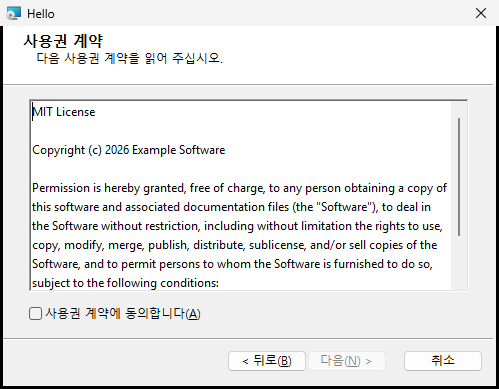 Hello
사용권 계약
다음 사용권 계약을 읽어 주십시오.
MIT License
Copyright (c) 2026 Example Software
Permission is hereby granted, free of charge, to any person obtaining a copy of
this software and associated documentation files (the "Software"), to deal in
the Software without restriction, including without limitation the rights to use,
copy, modify, merge, publish, distribute, sublicense, and/or sell copies of the
Software, and to permit persons to whom the Software is furnished to do so,
subject to the following conditions:
사용권 계약에 동의합니다(A)
< 뒤로(B) 다음(N) > 취소